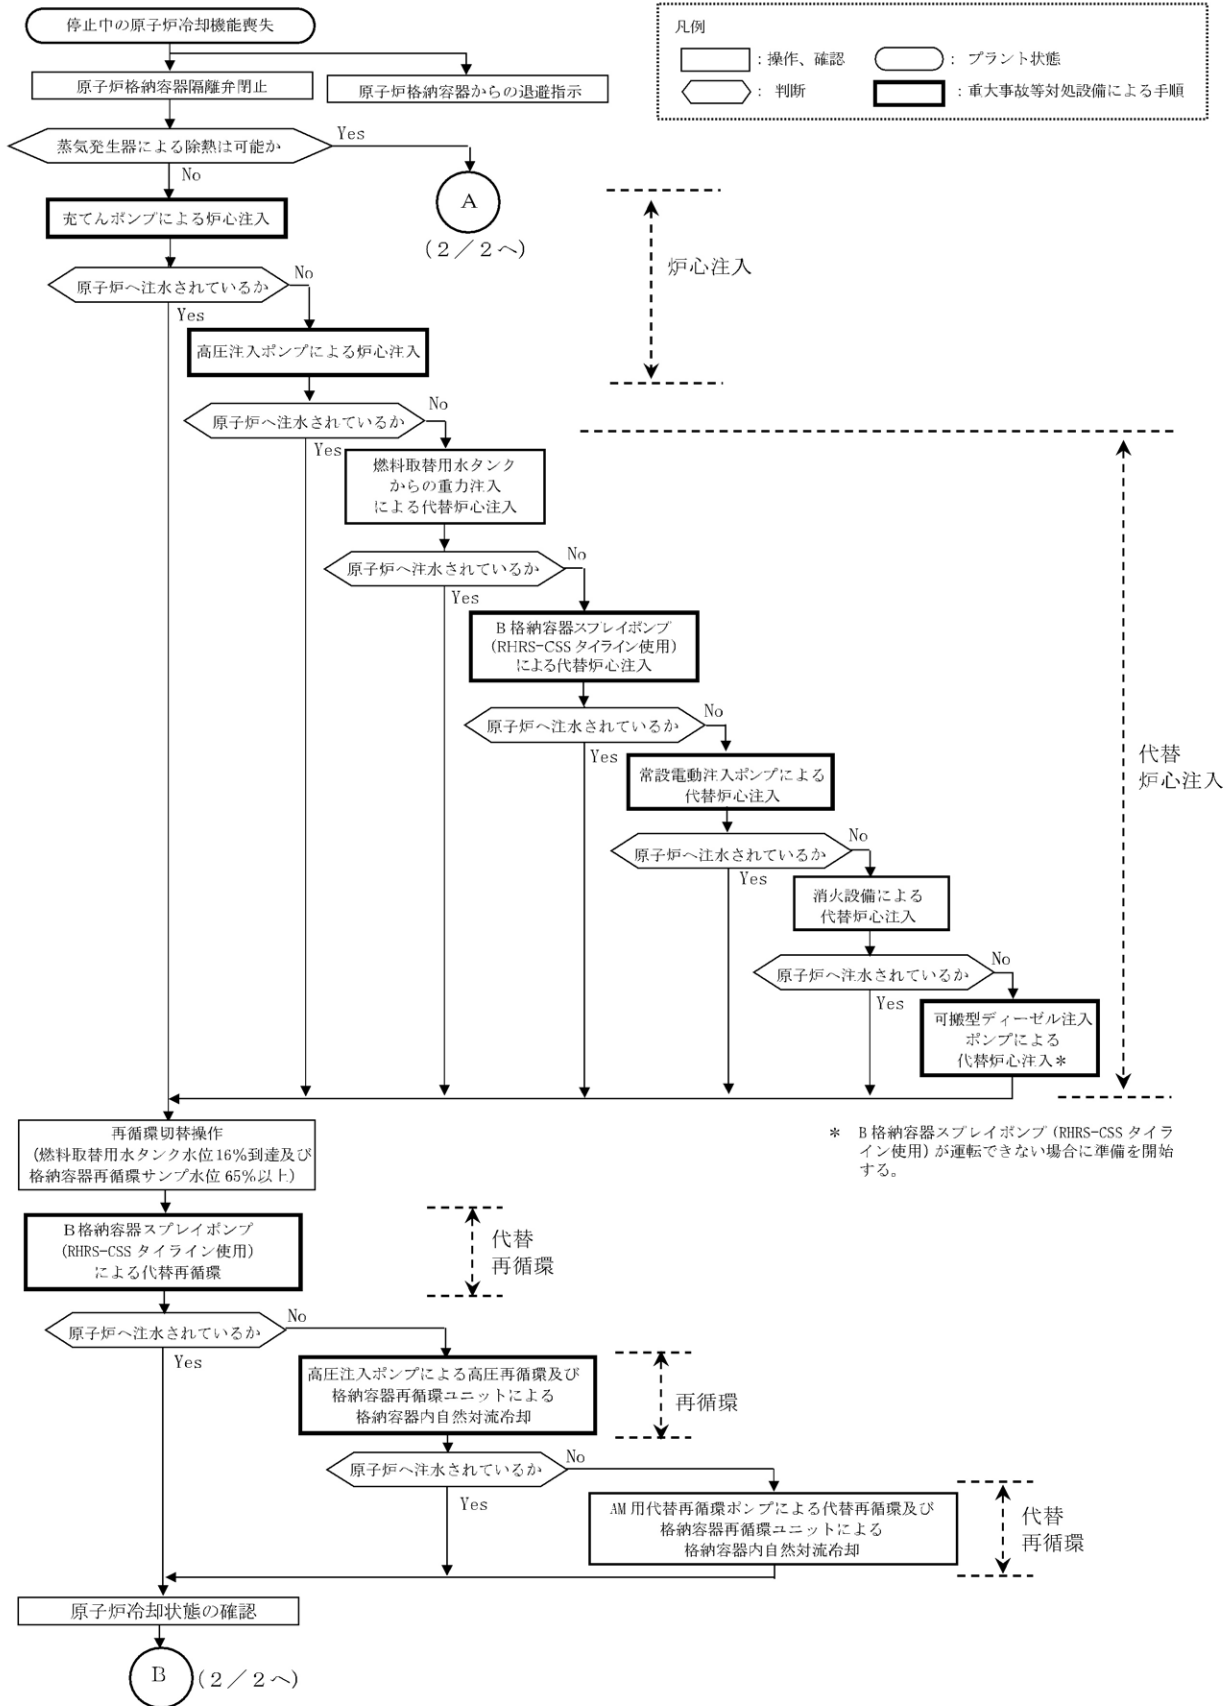 停止中の原子炉冷却機能喪失
凡例
：操作、確認
：プラント状態
：判断
：重大事故等対処設備による手順
原子炉格納容器隔離弁閉止
原子炉格納容器からの退避指示
蒸気発生器による除熱は可能か
Yes
No
A
(2／2へ)
充てんポンプによる炉心注入
炉心注入
原子炉へ注水されているか
No
Yes
高圧注入ポンプによる炉心注入
原子炉へ注水されているか
No
Yes
燃料取替用水タンク
からの重力注入
による代替炉心注入
原子炉へ注水されているか
No
Yes
B格納容器スプレイポンプ
(RHRS-CSSタイライン使用)
による代替炉心注入
原子炉へ注水されているか
No
Yes
常設電動注入ポンプによる
代替炉心注入
代替
炉心注入
原子炉へ注水されているか
No
Yes
消火設備による
代替炉心注入
原子炉へ注水されているか
No
Yes
可搬型ディーゼル注入
ポンプによる
代替炉心注入＊
＊ B格納容器スプレイポンプ(RHRS-CSSタイラ
イン使用)が運転できない場合に準備を開始
する。
再循環切替操作
(燃料取替用水タンク水位16%到達及び
格納容器再循環サンプ水位65%以上)
B格納容器スプレイポンプ
(RHRS-CSSタイライン使用)
による代替再循環
代替
再循環
原子炉へ注水されているか
No
Yes
高圧注入ポンプによる高圧再循環及び
格納容器再循環ユニットによる
格納容器内自然対流冷却
再循環
原子炉へ注水されているか
No
Yes
AM用代替再循環ポンプによる代替再循環及び
格納容器再循環ユニットによる
格納容器内自然対流冷却
代替
再循環
原子炉冷却状態の確認
B
(2／2へ)